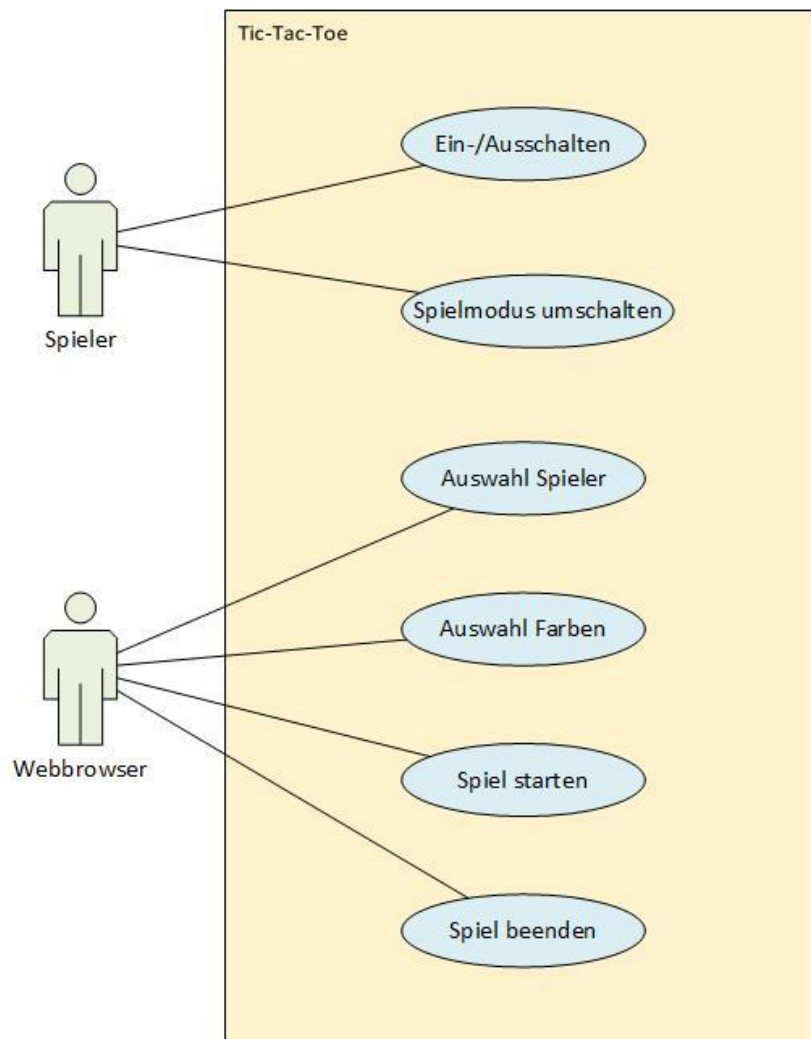 Tic-Tac-Toe
Ein-/Ausschalten
Spielmodus umschalten
Spieler
Auswahl Spieler
Auswahl Farben
Webbrowser
Spiel starten
Spiel beenden